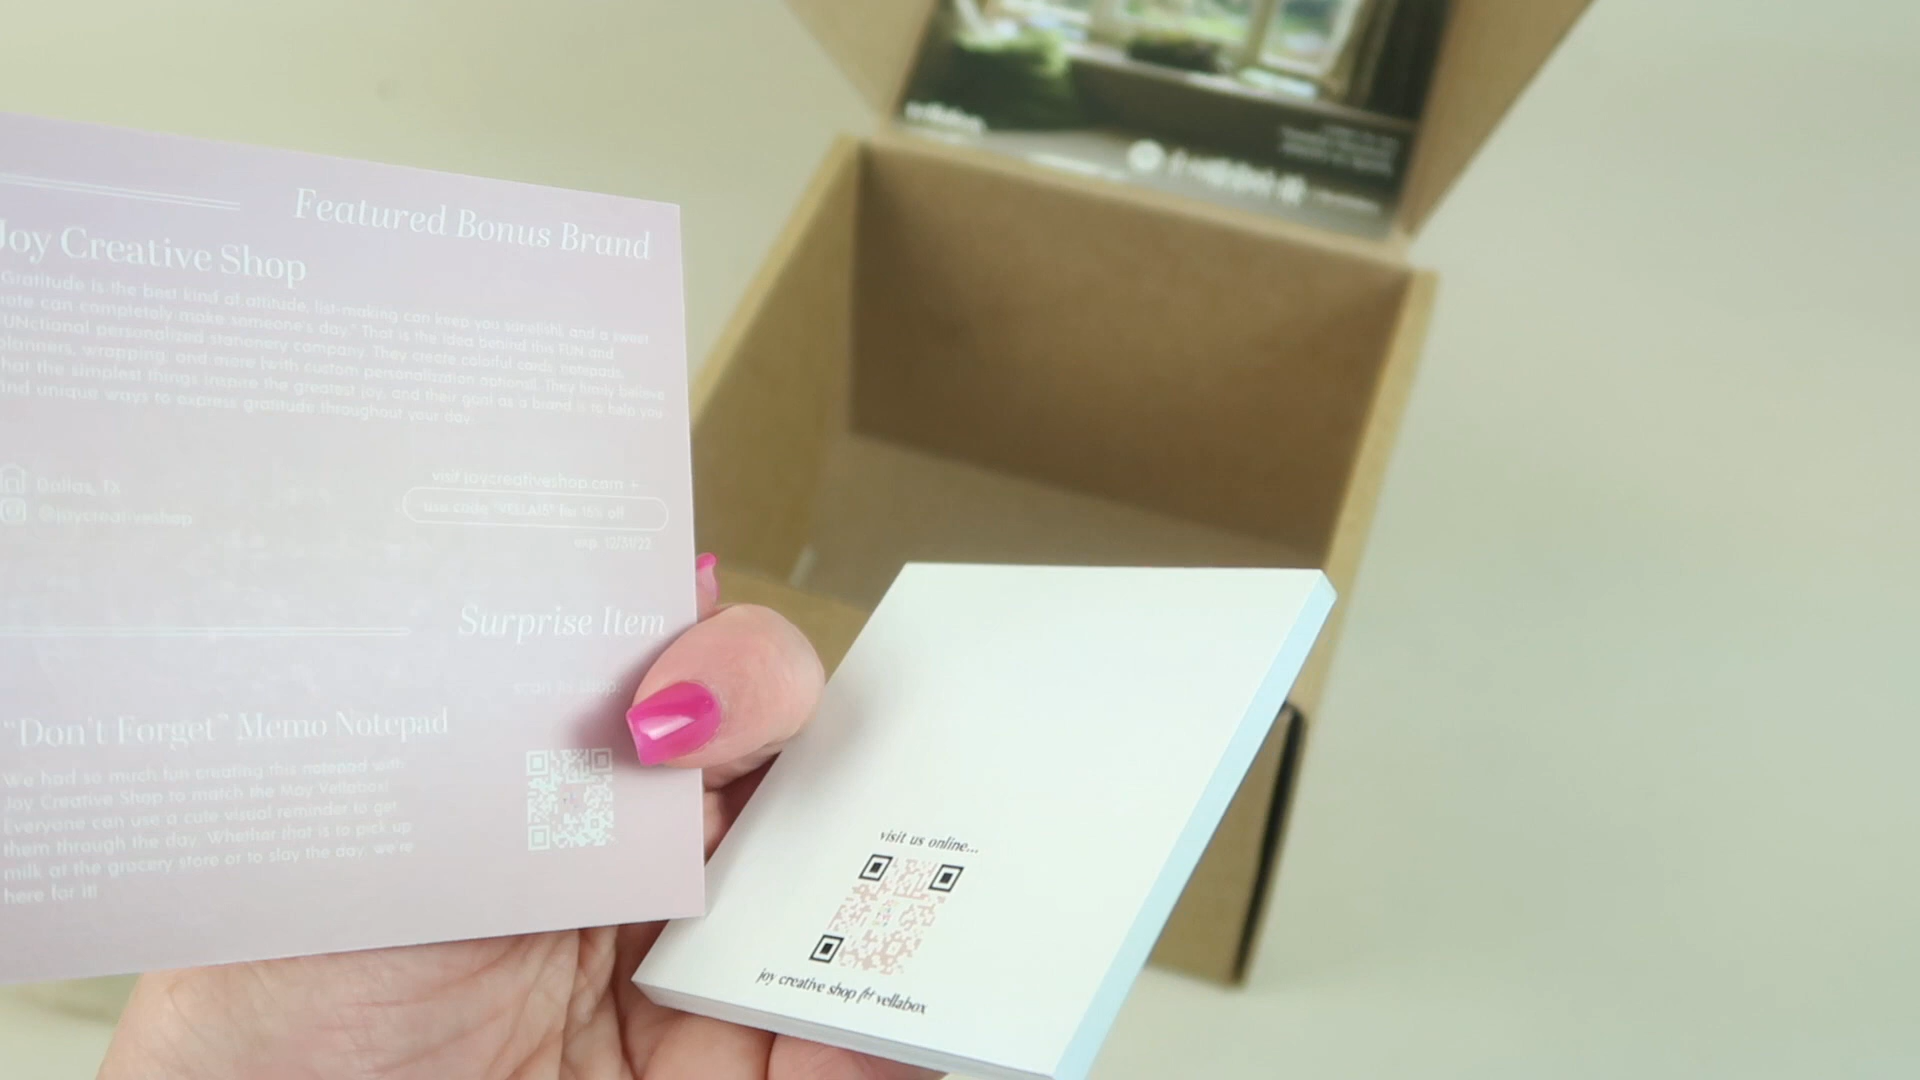 Featured Bonus Brand
Joy Creative Shop
"Gratitude is the best kind of attitude, list-making can keep you sane(ish), and a sweet
note can completely make someone's day." That is the idea behind this FUN and
FUNctional personalized stationery company. They create colorful cards, notepads,
planners, wrapping, and more (with custom personalization options!). They firmly believe
that the simplest things inspire the greatest joy, and their goal as a brand is to help you
find unique ways to express gratitude throughout your day.
Dallas, TX
@joycreativeshop
visit joycreativeshop.com +
use code "VELLA15" for 15% off
exp. 12/31/22
Surprise Item
scan to shop:
"Don't Forget" Memo Notepad
We had so much fun creating this notepad with
Joy Creative Shop to match the May Vellabox!
Everyone can use a cute visual reminder to get
them through the day. Whether that is to pick up
milk at the grocery store or to slay the day, we're
here for it!
visit us online...
joy creative shop for vellabox
vellabox